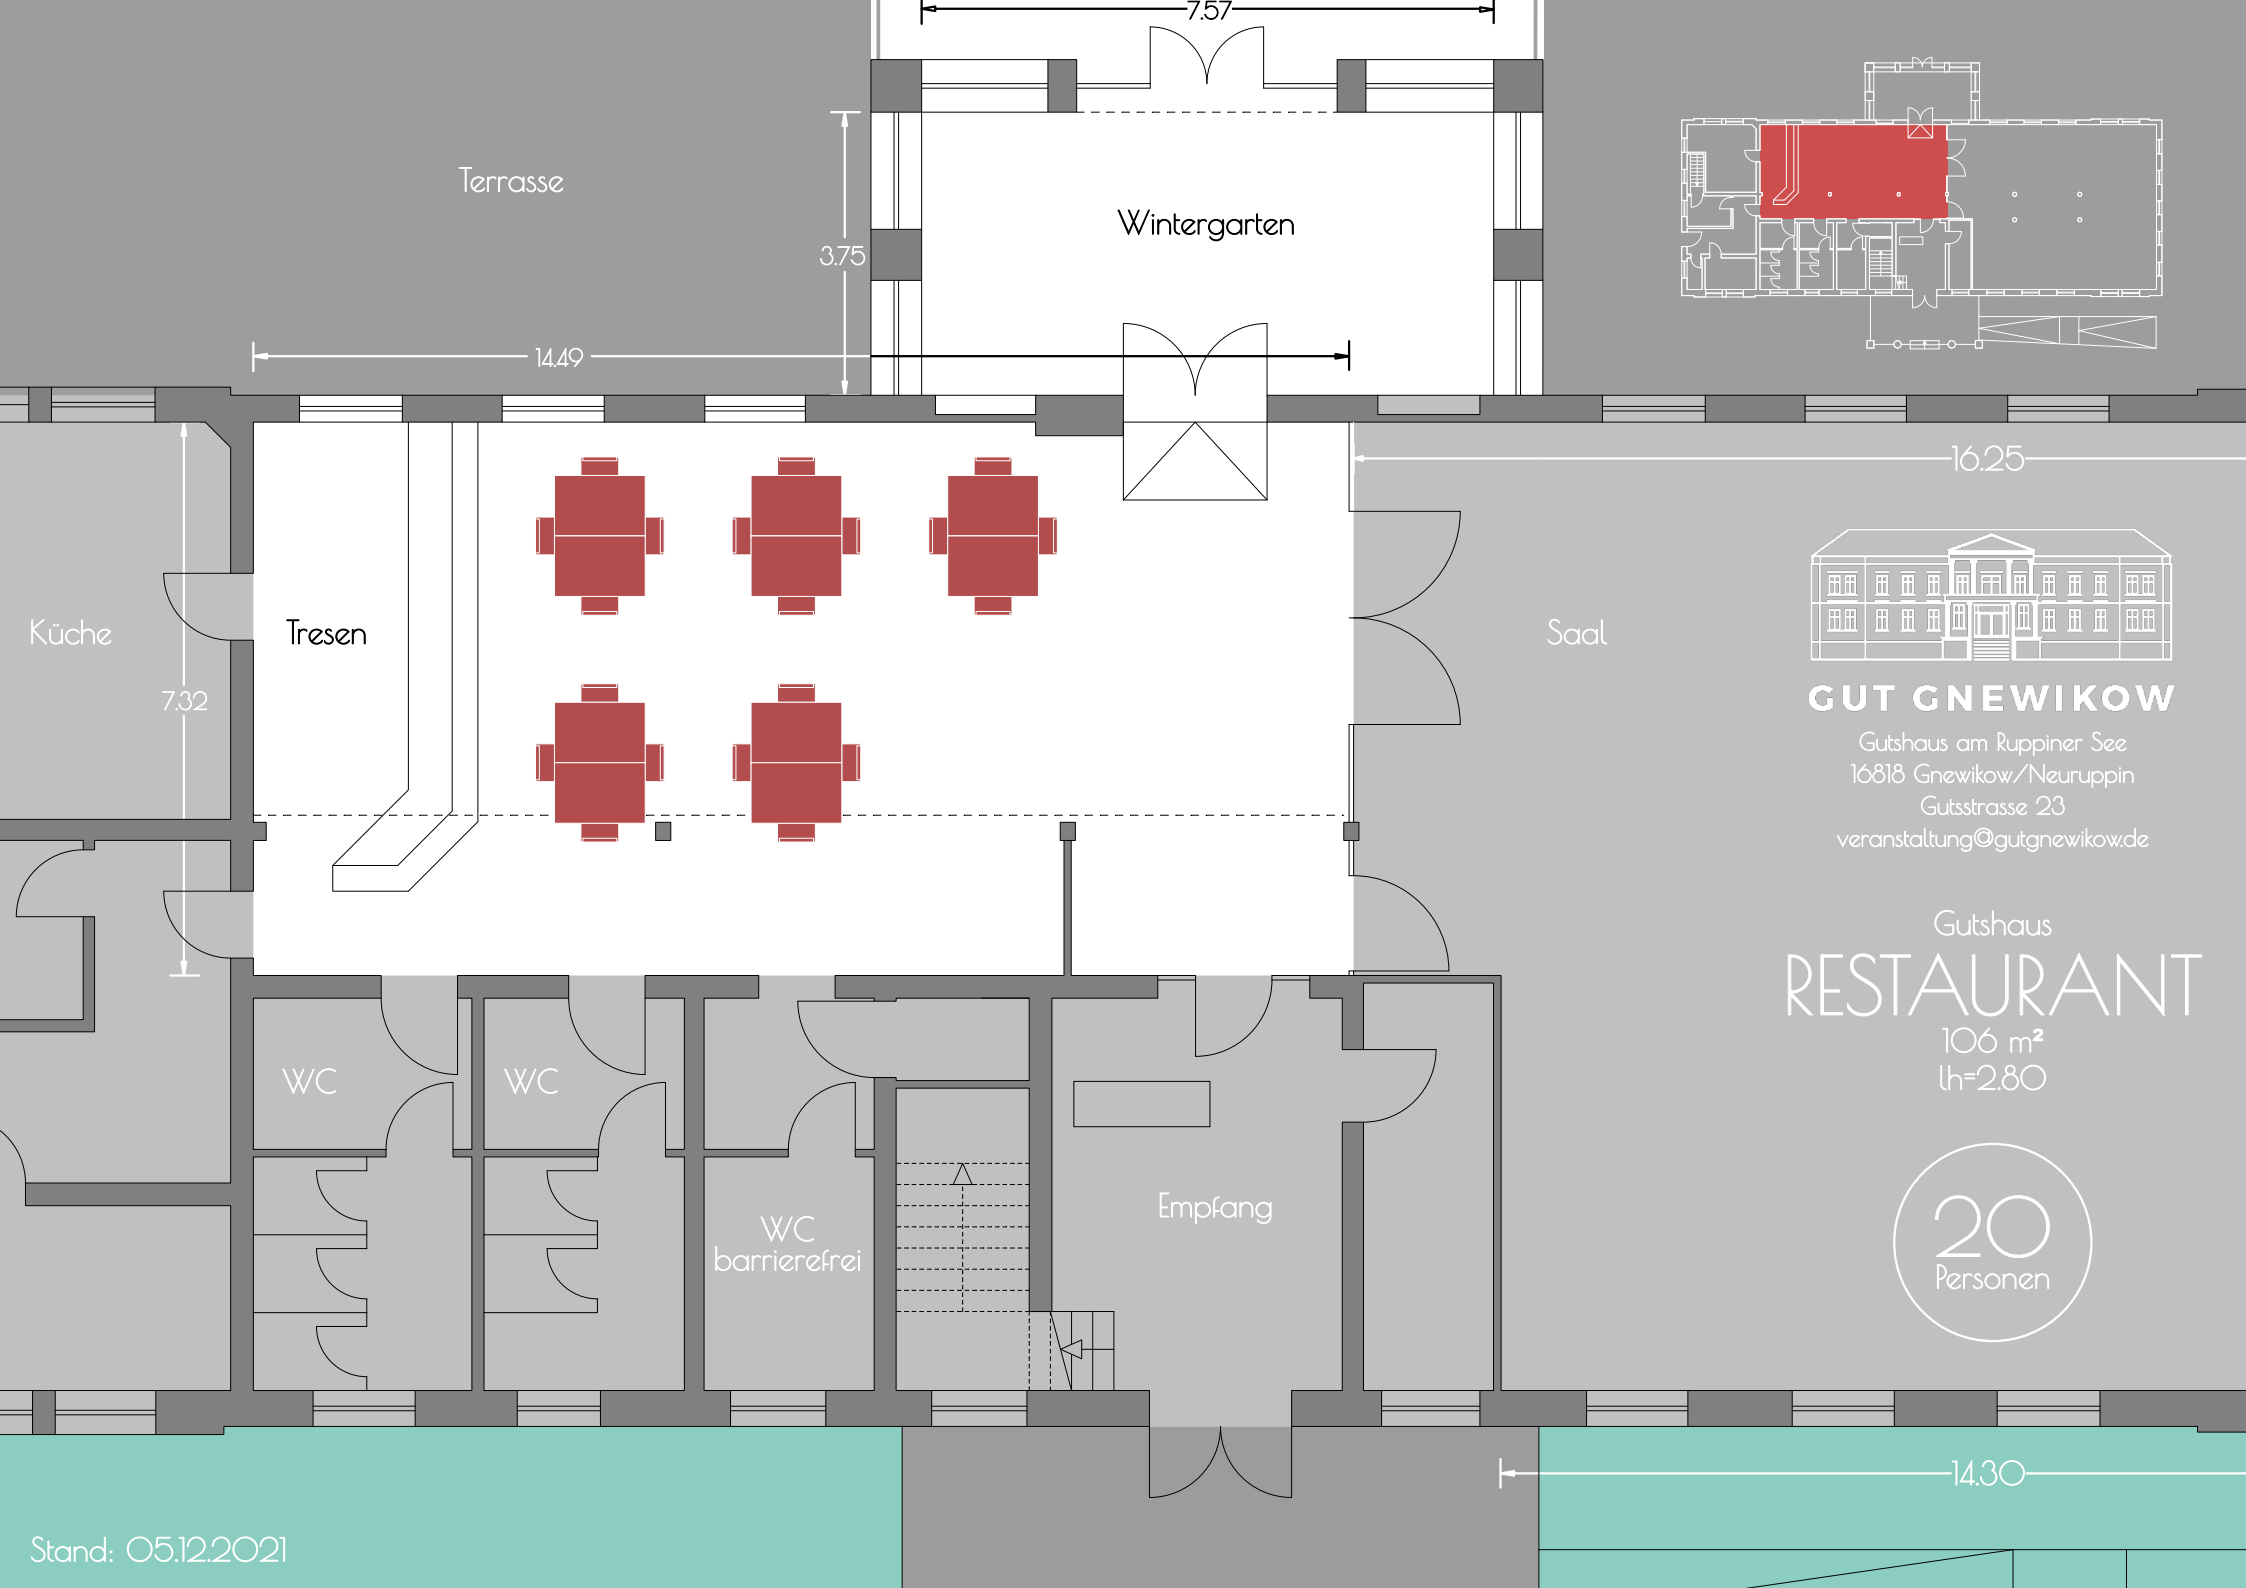 7.57
Terrasse
Wintergarten
3.75
14.49
16.25
Küche
Tresen
Saal
7.32
GUT GNEWIKOW
Gutshaus am Ruppiner See
16818 Gnewikow/Neuruppin
Gutsstrasse 23
veranstaltung@gutgnewikow.de
Gutshaus
RESTAURANT
106 m²
lh=2.80
WC
WC
WC
barrierefrei
Empfang
20
Personen
14.30
Stand: 05.12.2021